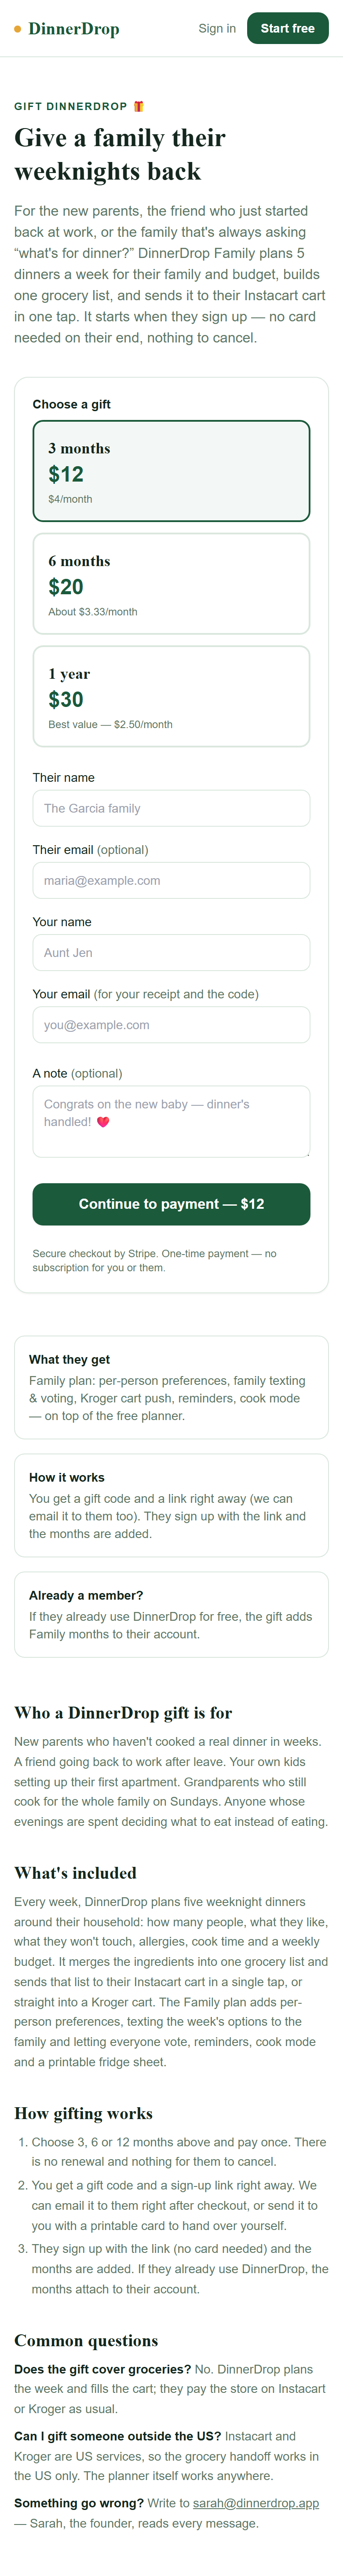 DinnerDrop
Sign in
Start free
GIFT DINNERDROP 🎁
Give a family their
weeknights back
For the new parents, the friend who just started
back at work, or the family that's always asking
“what's for dinner?” DinnerDrop Family plans 5
dinners a week for their family and budget, builds
one grocery list, and sends it to their Instacart cart
in one tap. It starts when they sign up — no card
needed on their end, nothing to cancel.
Choose a gift
3 months
$12
$4/month
6 months
$20
About $3.33/month
1 year
$30
Best value — $2.50/month
Their name
The Garcia family
Their email (optional)
maria@example.com
Your name
Aunt Jen
Your email (for your receipt and the code)
you@example.com
A note (optional)
Congrats on the new baby — dinner's
handled! 💖
Continue to payment — $12
Secure checkout by Stripe. One-time payment — no
subscription for you or them.
What they get
Family plan: per-person preferences, family texting
& voting, Kroger cart push, reminders, cook mode
— on top of the free planner.
How it works
You get a gift code and a link right away (we can
email it to them too). They sign up with the link and
the months are added.
Already a member?
If they already use DinnerDrop for free, the gift adds
Family months to their account.
Who a DinnerDrop gift is for
New parents who haven't cooked a real dinner in weeks.
A friend going back to work after leave. Your own kids
setting up their first apartment. Grandparents who still
cook for the whole family on Sundays. Anyone whose
evenings are spent deciding what to eat instead of eating.
What's included
Every week, DinnerDrop plans five weeknight dinners
around their household: how many people, what they like,
what they won't touch, allergies, cook time and a weekly
budget. It merges the ingredients into one grocery list and
sends that list to their Instacart cart in a single tap, or
straight into a Kroger cart. The Family plan adds per-
person preferences, texting the week's options to the
family and letting everyone vote, reminders, cook mode
and a printable fridge sheet.
How gifting works
1. Choose 3, 6 or 12 months above and pay once. There
is no renewal and nothing for them to cancel.
2. You get a gift code and a sign-up link right away. We
can email it to them right after checkout, or send it to
you with a printable card to hand over yourself.
3. They sign up with the link (no card needed) and the
months are added. If they already use DinnerDrop, the
months attach to their account.
Common questions
Does the gift cover groceries? No. DinnerDrop plans
the week and fills the cart; they pay the store on Instacart
or Kroger as usual.
Can I gift someone outside the US? Instacart and
Kroger are US services, so the grocery handoff works in
the US only. The planner itself works anywhere.
Something go wrong? Write to sarah@dinnerdrop.app
— Sarah, the founder, reads every message.